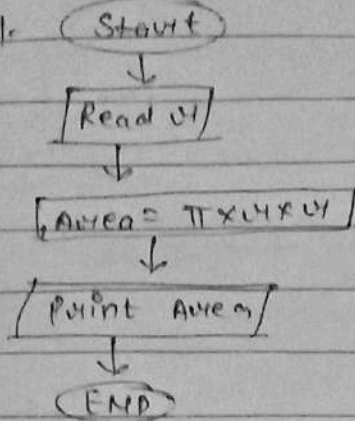 1. Start
Read r
Area = π × r × r
Print Area
END